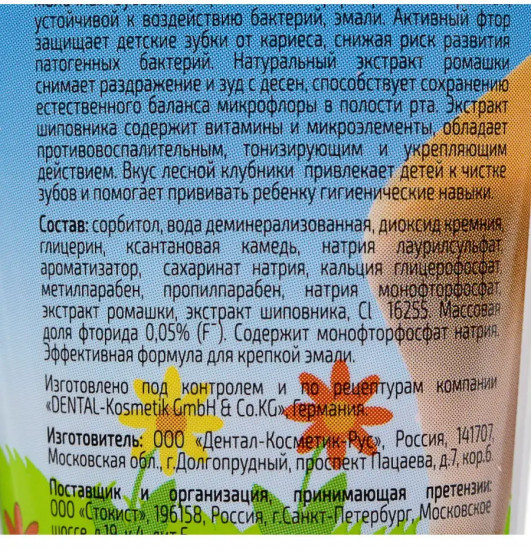 устойчивой к воздействию бактерий, эмали. Активный фтор
защищает детские зубки от кариеса, снижая риск развития
патогенных бактерий. Натуральный экстракт ромашки
снимает раздражение и зуд с десен, способствует сохранению
естественного баланса микрофлоры в полости рта. Экстракт
шиповника содержит витамины и микроэлементы, обладает
противовоспалительным, тонизирующим и укрепляющим
действием. Вкус лесной клубники привлекает детей к чистке
зубов и помогает прививать ребенку гигиенические навыки.
Состав: сорбитол, вода деминерализованная, диоксид кремния,
глицерин, ксантановая камедь, натрия лаурилсульфат,
ароматизатор, сахаринат натрия, кальция глицерофосфат,
метилпарабен, пропилпарабен, натрия монофторфосфат,
экстракт ромашки, экстракт шиповника, Cl 16255. Массовая
доля фторида 0,05% (F⁻). Содержит монофторфосфат натрия.
Эффективная формула для крепкой эмали.
Изготовлено под контролем и по рецептурам компании
«DENTAL-Kosmetik GmbH & Co.KG», Германия.
Изготовитель: ООО «Дентал-Косметик-Рус», Россия, 141707,
Московская обл., г.Долгопрудный, проспект Пацаева, д.7, кор.6.
Поставщик и организация, принимающая претензии:
ООО «Стокист», 196158, Россия, г.Санкт-Петербург, Московское
шоссе, д.19, к.4, лит.Б